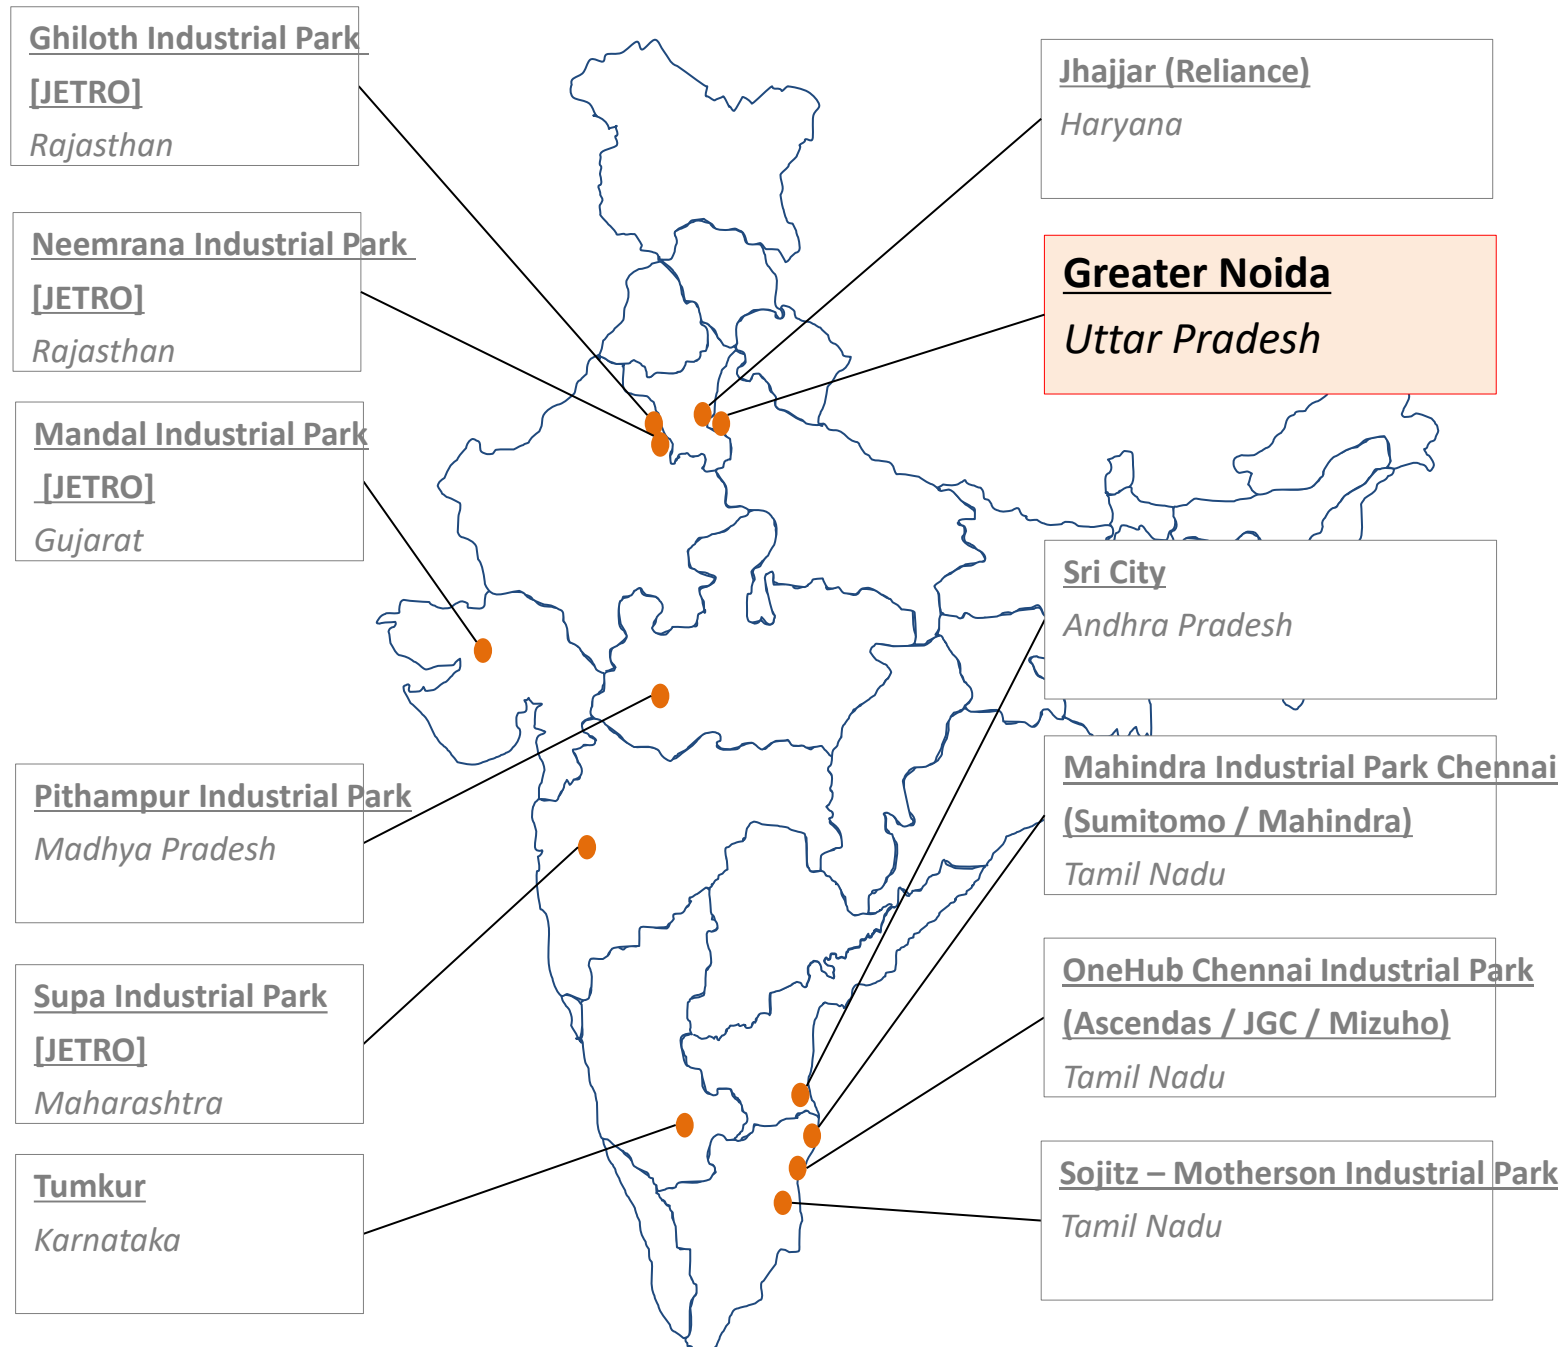 Ghiloth Industrial Park
[JETRO]
Rajasthan
Neemrana Industrial Park
[JETRO]
Rajasthan
Mandal Industrial Park
[JETRO]
Gujarat
Pithampur Industrial Park
Madhya Pradesh
Supa Industrial Park
[JETRO]
Maharashtra
Tumkur
Karnataka
Jhajjar (Reliance)
Haryana
Greater Noida
Uttar Pradesh
Sri City
Andhra Pradesh
Mahindra Industrial Park Chennai
(Sumitomo / Mahindra)
Tamil Nadu
OneHub Chennai Industrial Park
(Ascendas / JGC / Mizuho)
Tamil Nadu
Sojitz – Motherson Industrial Park
Tamil Nadu